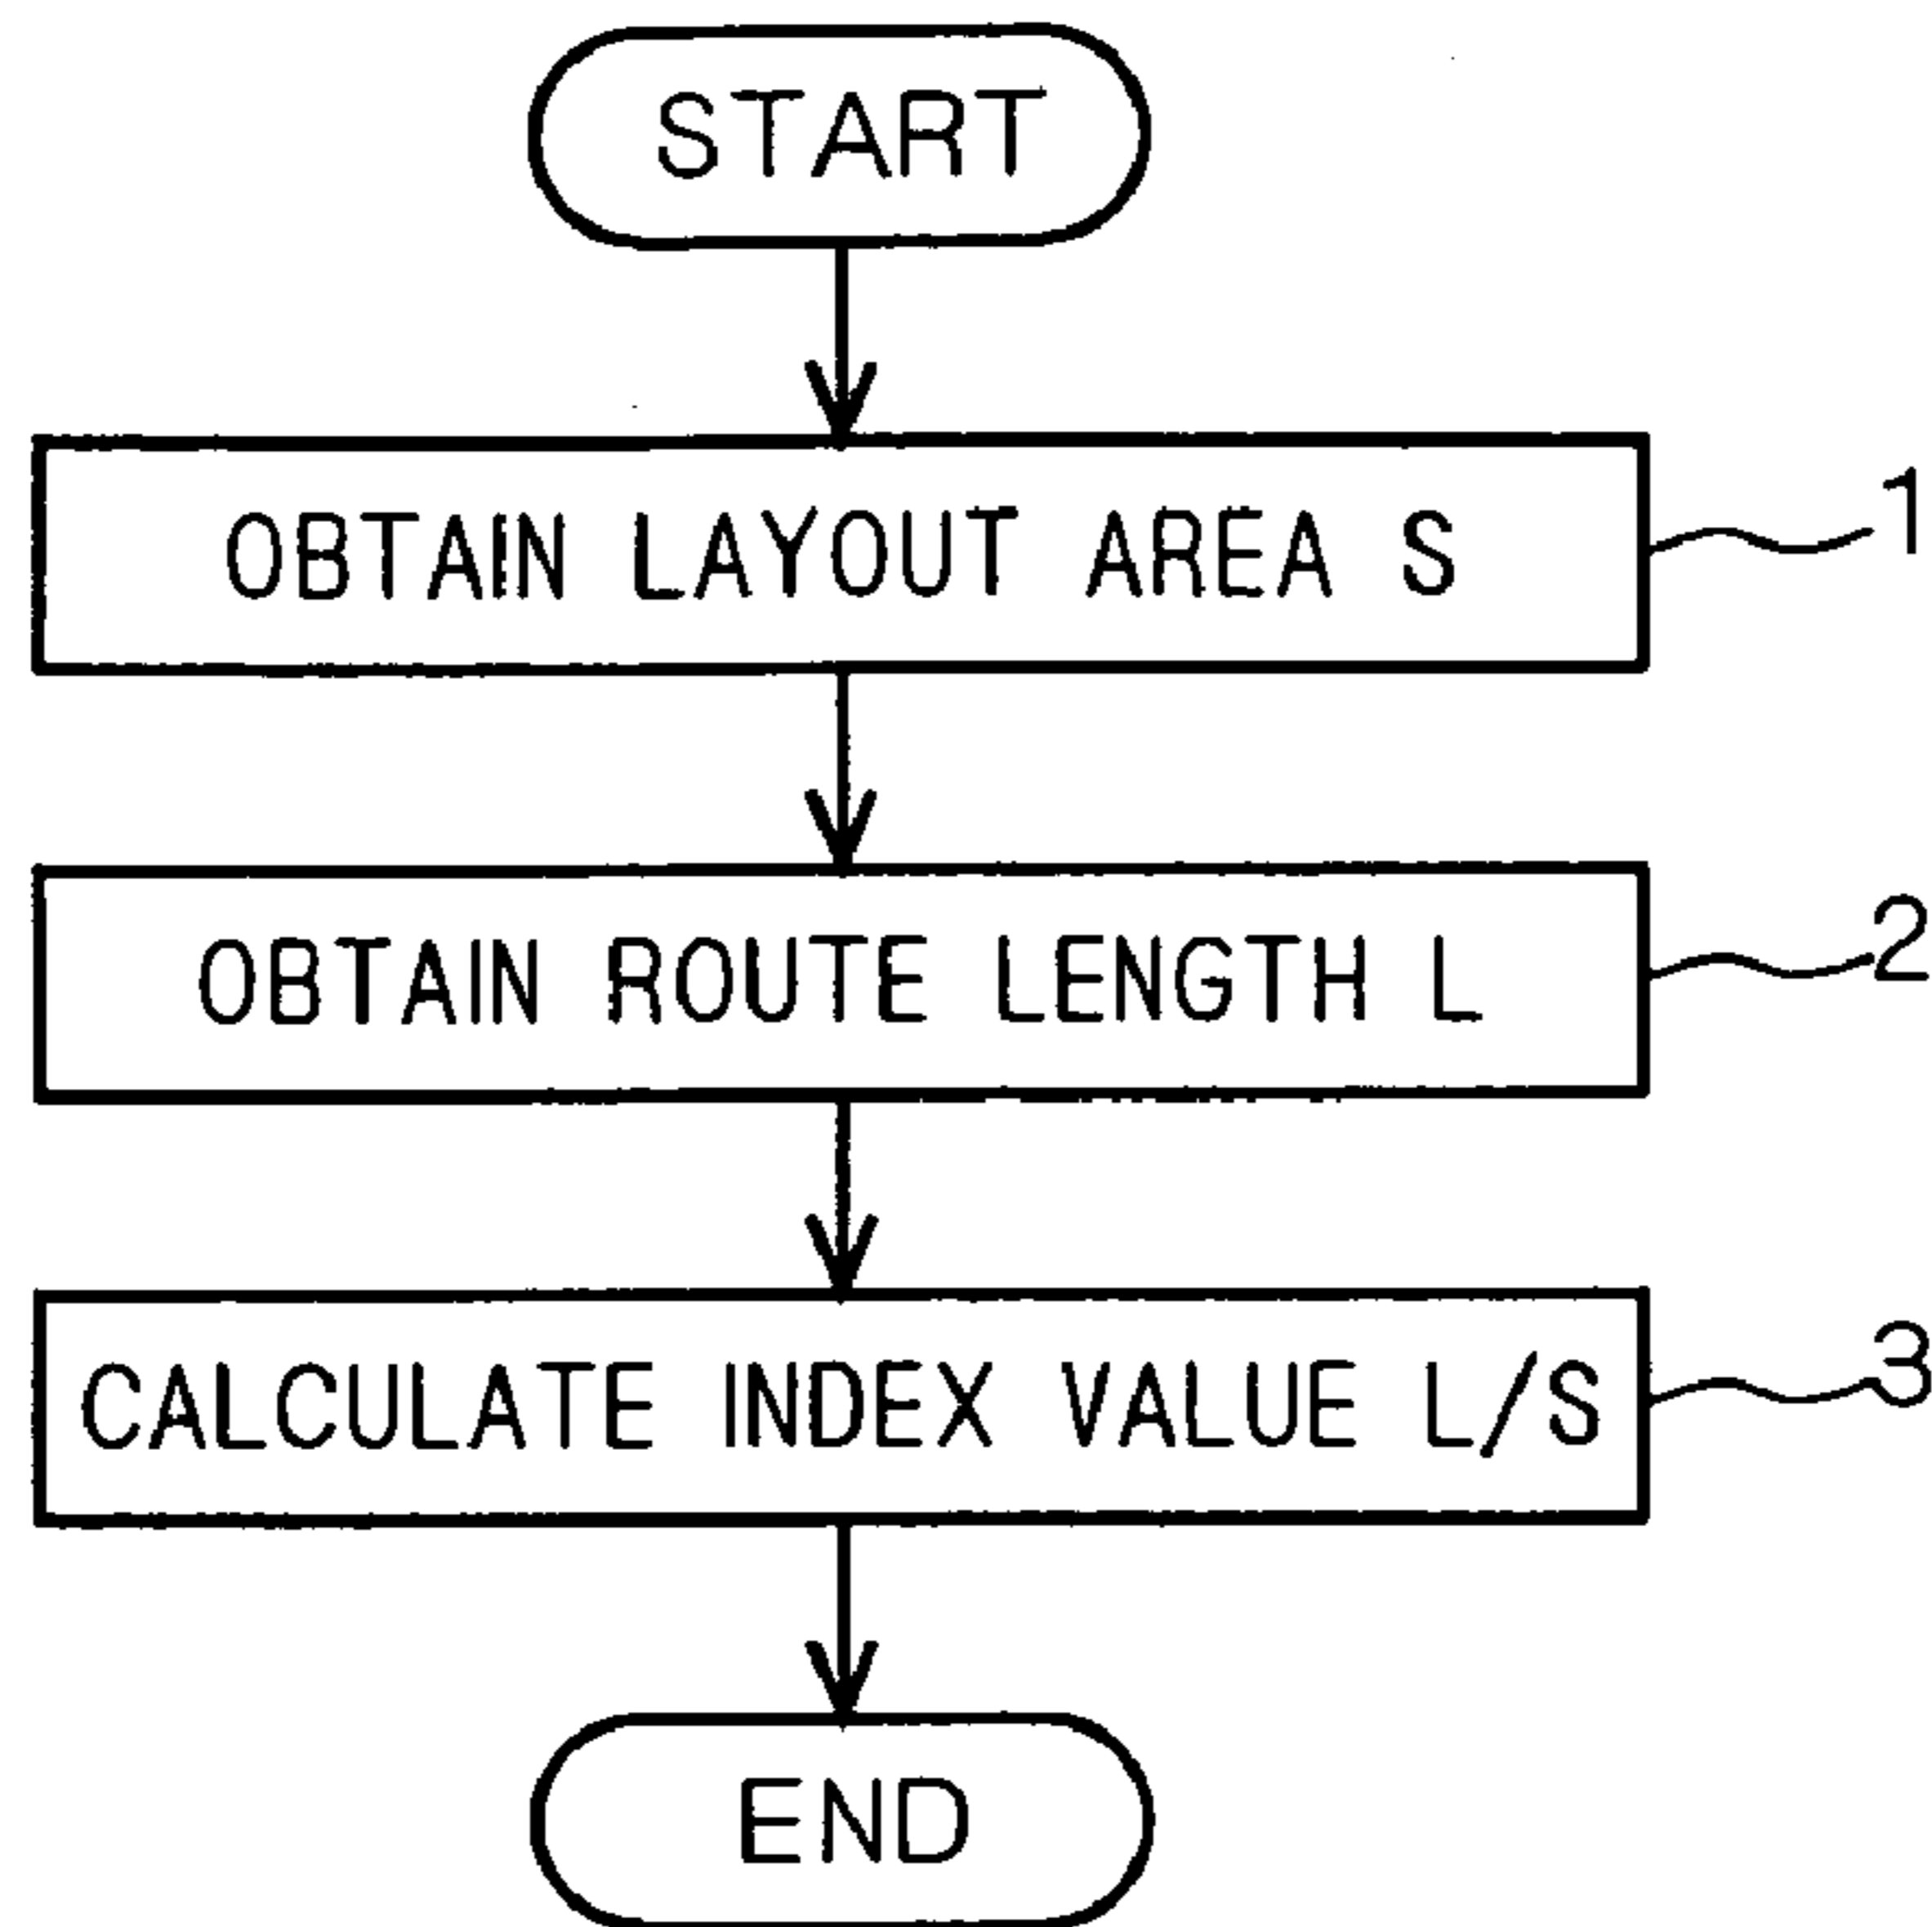 START
OBTAIN LAYOUT AREA S
1
OBTAIN ROUTE LENGTH L
2
CALCULATE INDEX VALUE L/S
3
END